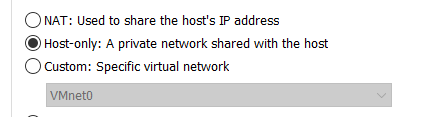 NAT: Used to share the host's IP address
Host-only: A private network shared with the host
Custom: Specific virtual network
VMnet0